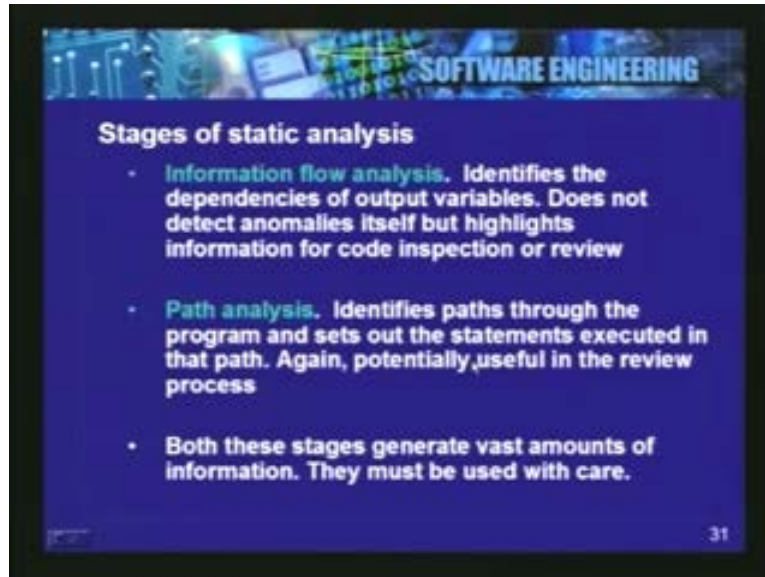 SOFTWARE ENGINEERING
Stages of static analysis
• Information flow analysis. Identifies the
dependencies of output variables. Does not
detect anomalies itself but highlights
information for code inspection or review
• Path analysis. Identifies paths through the
program and sets out the statements executed in
that path. Again, potentially useful in the review
process
• Both these stages generate vast amounts of
information. They must be used with care.
31